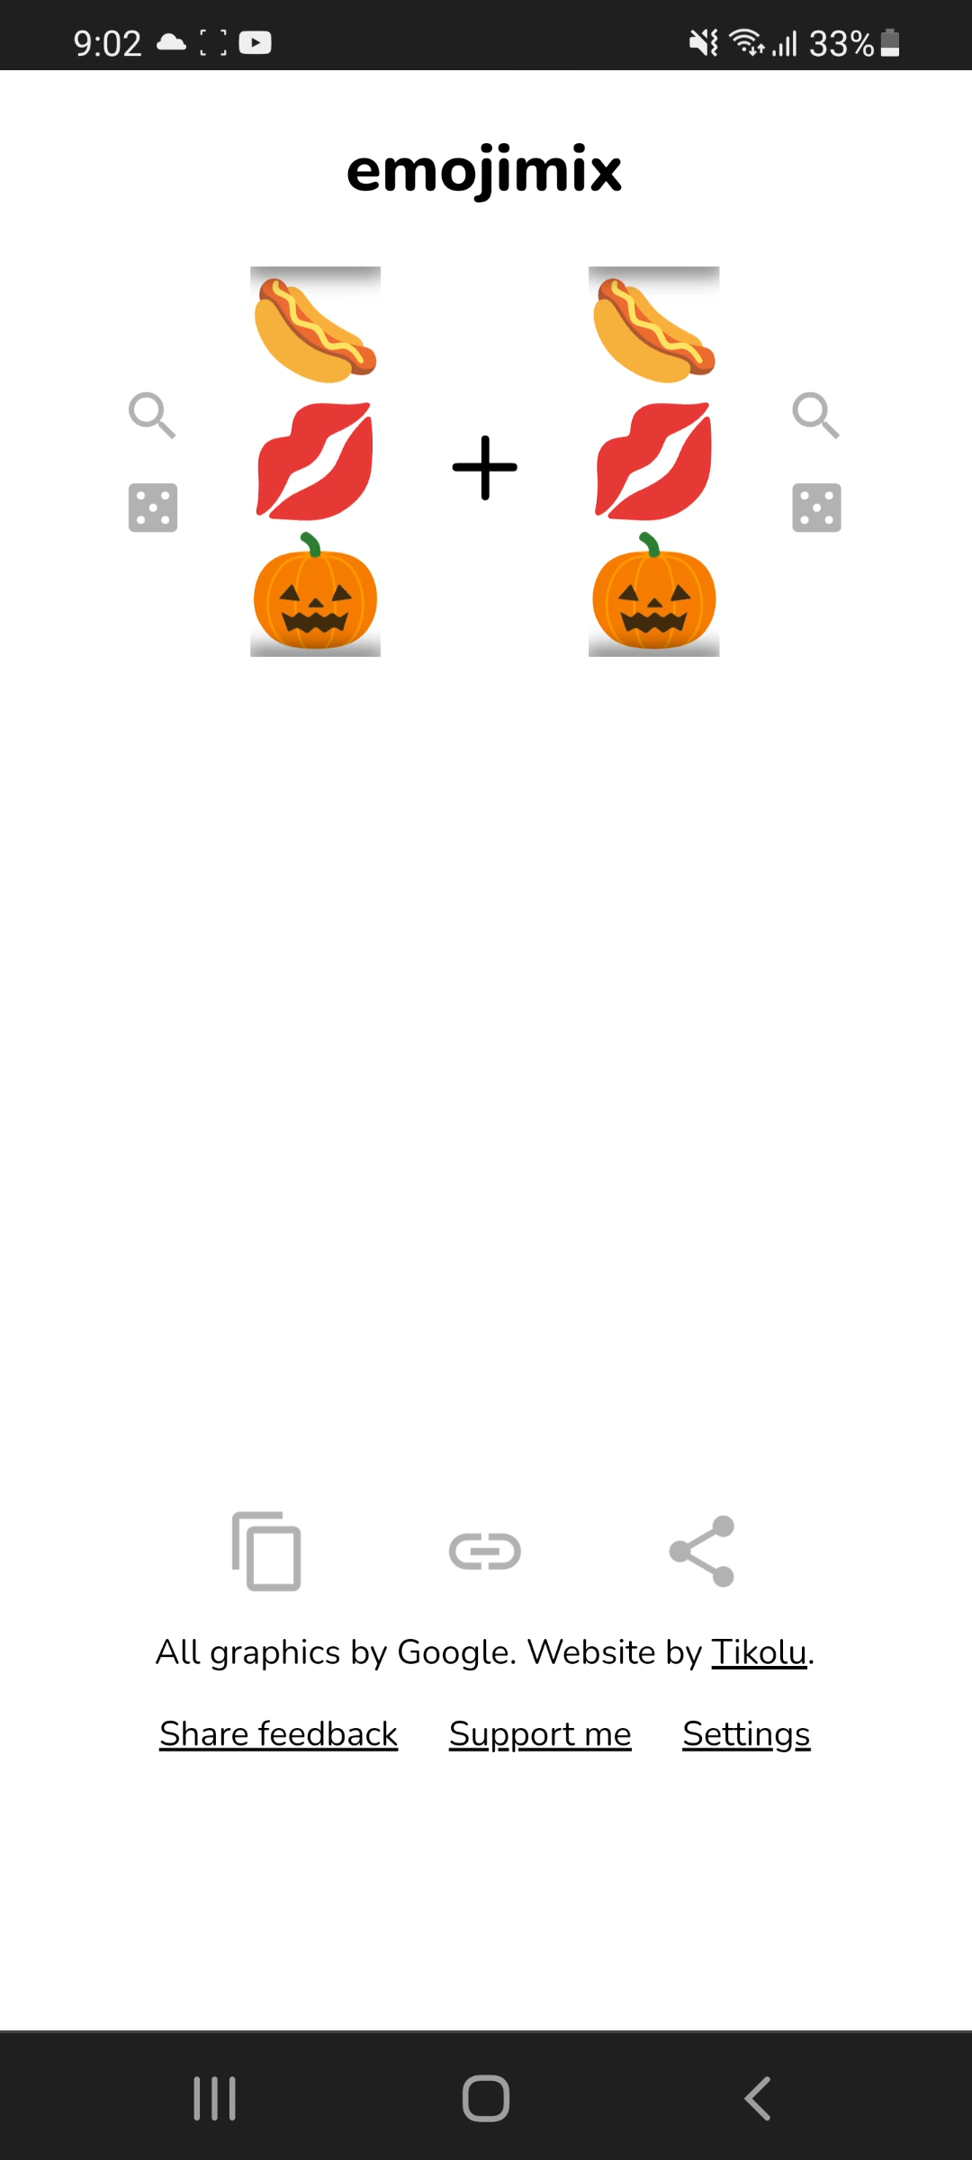 9:02 33%
emojimix
All graphics by Google. Website by Tikolu.
Share feedback Support me Settings